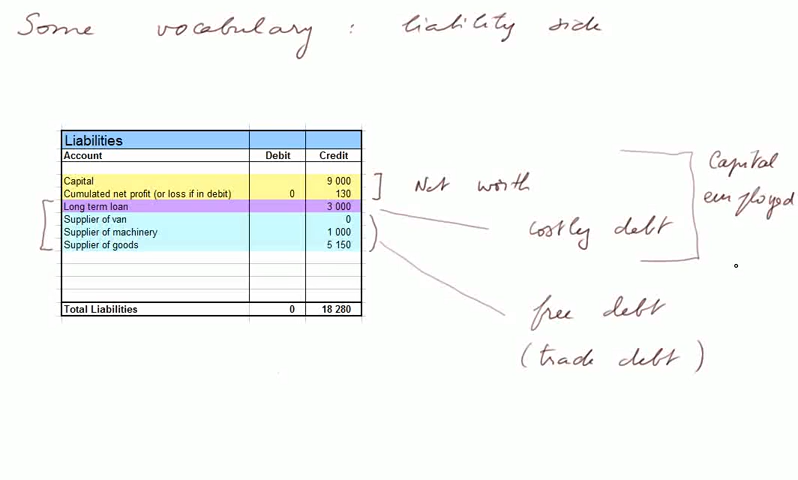 Some vocabulary : liability side
Liabilities
Account Debit Credit
Capital 9 000
Cumulated net profit (or loss if in debit) 0 130
Long term loan 3 000
Supplier of van 0
Supplier of machinery 1 000
Supplier of goods 5 150
Total Liabilities 0 18 280
Net worth
costly debt
free debt
(trade debt)
Capital
employed